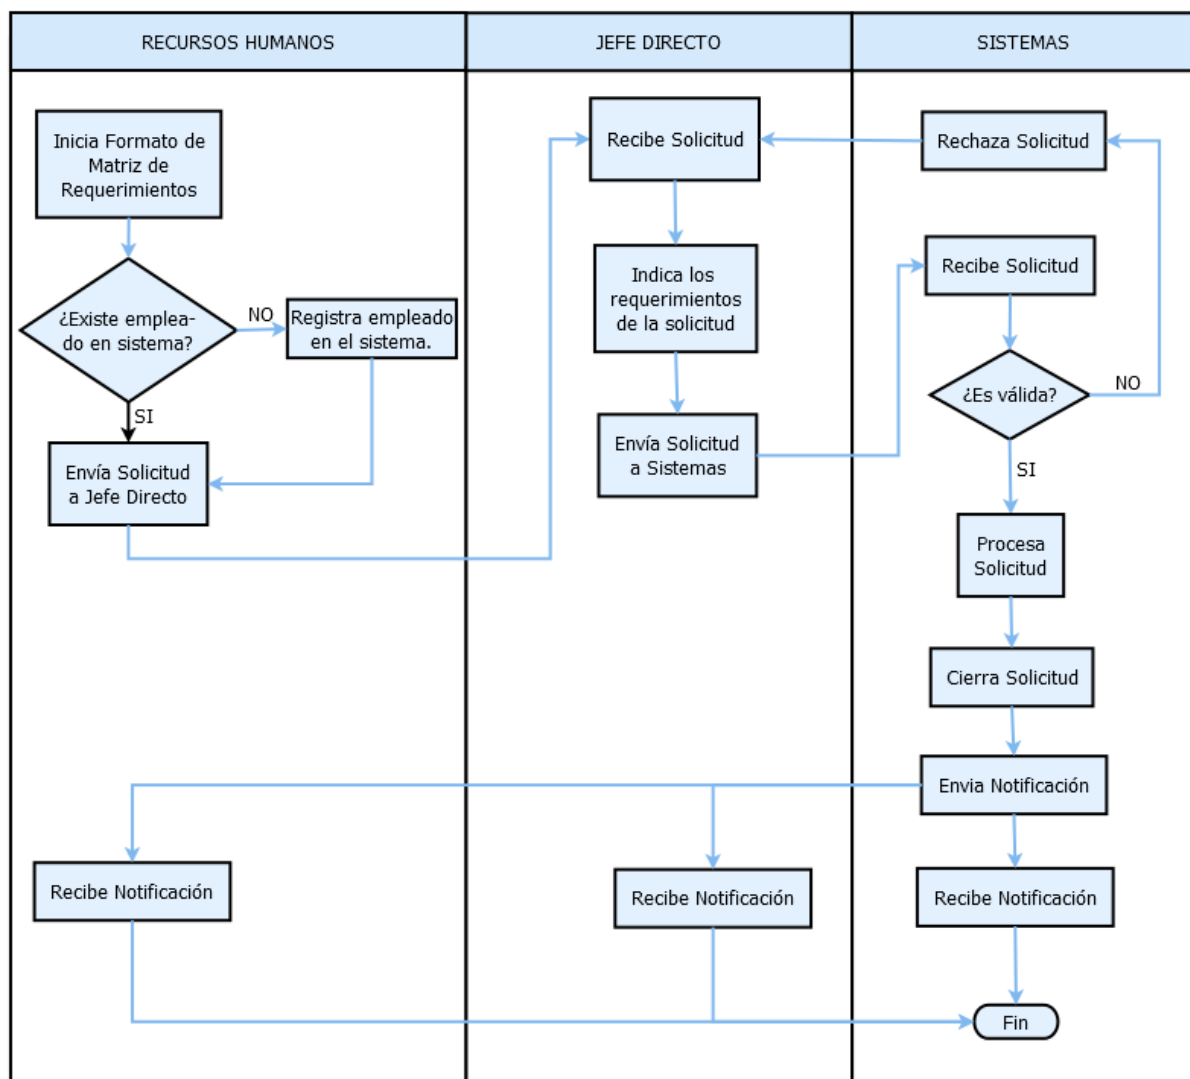 RECURSOS HUMANOS
JEFE DIRECTO
SISTEMAS
Inicia Formato de
Matriz de
Requerimientos
¿Existe emplea-
do en sistema?
NO
Registra empleado
en el sistema.
SI
Envía Solicitud
a Jefe Directo
Recibe Solicitud
Indica los
requerimientos
de la solicitud
Envía Solicitud
a Sistemas
Rechaza Solicitud
Recibe Solicitud
¿Es válida?
NO
SI
Procesa
Solicitud
Cierra Solicitud
Envia Notificación
Recibe Notificación
Recibe Notificación
Recibe Notificación
Fin